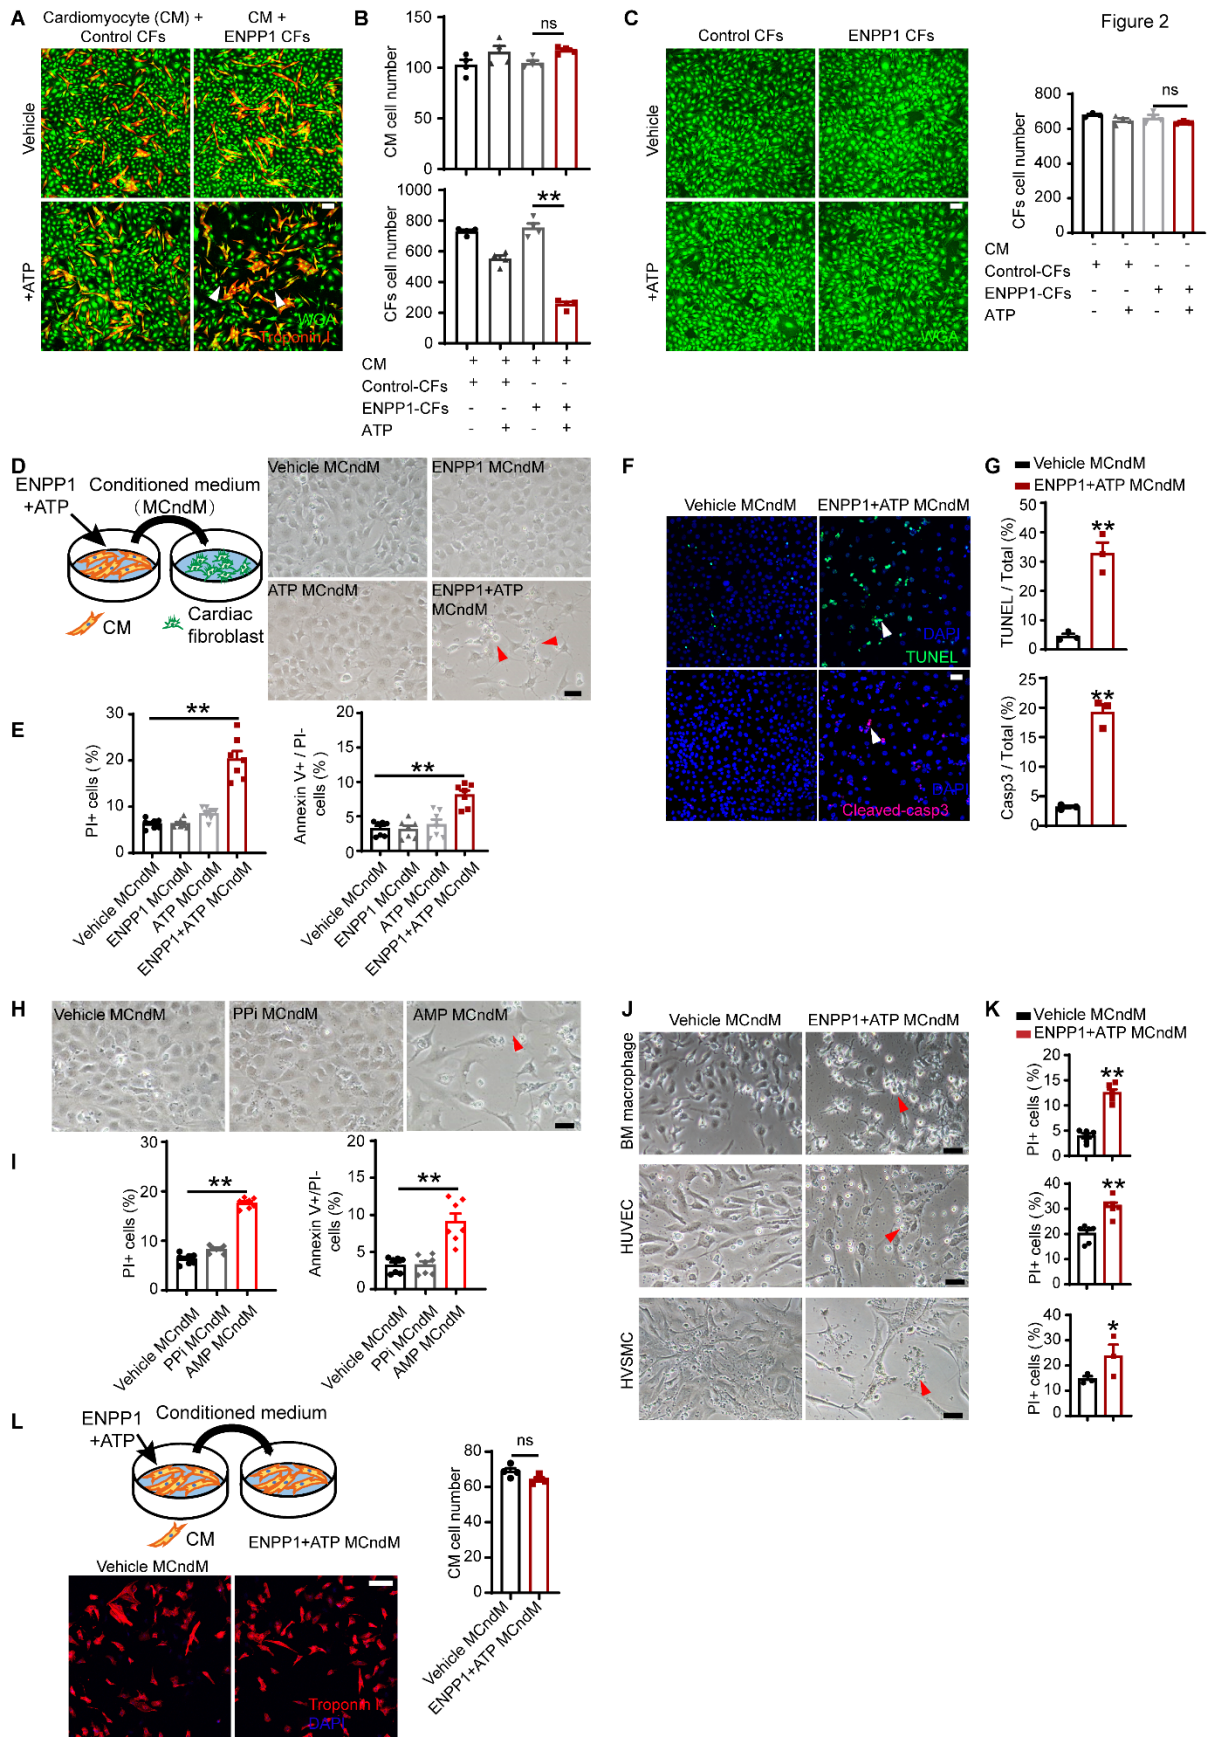 Figure 2
A
Cardiomyocyte (CM) +
Control CFs
CM +
ENPP1 CFs
Vehicle
+ATP
WGA
Troponin I
B
CM cell number
150
100
50
0
ns
CFs cell number
1000
800
600
400
200
0
**
CM + + + +
Control-CFs + + - -
ENPP1-CFs - - + +
ATP - + - +
C
Control CFs
ENPP1 CFs
Vehicle
+ATP
WGA
CFs cell number
800
600
400
200
0
ns
CM - - - -
Control-CFs + + - -
ENPP1-CFs - - + +
ATP - + - +
D
ENPP1
+ATP
Conditioned medium
(MCndM)
CM
Cardiac
fibroblast
Vehicle MCndM
ENPP1 MCndM
ATP MCndM
ENPP1+ATP
MCndM
E
PI+ cells ( %)
30
20
10
0
**
Vehicle MCndM
ENPP1 MCndM
ATP MCndM
ENPP1+ATP MCndM
Annexin V+ / PI-
cells (% )
20
15
10
5
0
**
Vehicle MCndM
ENPP1 MCndM
ATP MCndM
ENPP1+ATP MCndM
F
Vehicle MCndM
ENPP1+ATP MCndM
DAPI
TUNEL
DAPI
Cleaved-casp3
G
Vehicle MCndM
ENPP1+ATP MCndM
TUNEL / Total (%)
40
30
20
10
0
**
Casp3 / Total (%)
25
20
15
10
5
0
**
H
Vehicle MCndM
PPi MCndM
AMP MCndM
I
PI+ cells (%)
30
20
10
0
**
Vehicle MCndM
PPi MCndM
AMP MCndM
Annexin V+/PI-
cells (%)
20
15
10
5
0
**
Vehicle MCndM
PPi MCndM
AMP MCndM
J
Vehicle MCndM
ENPP1+ATP MCndM
BM macrophage
HUVEC
HVSMC
K
Vehicle MCndM
ENPP1+ATP MCndM
PI+ cells ( %)
20
15
10
5
0
**
PI+ cells ( %)
40
30
20
10
0
**
PI+ cells (%)
40
30
20
10
0
*
L
ENPP1
+ATP
Conditioned medium
CM
Vehicle MCndM
ENPP1+ATP MCndM
Troponin I
DAPI
CM cell number
80
60
40
20
0
ns
Vehicle MCndM
ENPP1+ATP MCndM